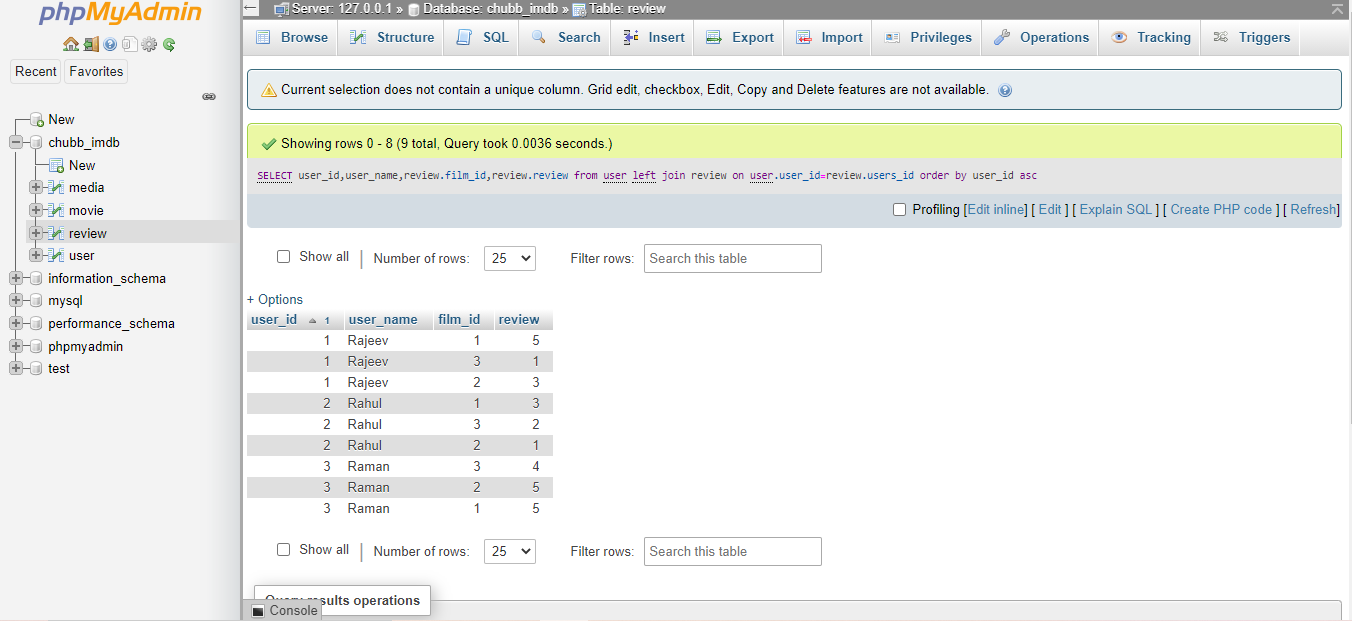 phpMyAdmin
Recent Favorites
New
chubb_imdb
New
media
movie
review
user
information_schema
mysql
performance_schema
phpmyadmin
test
Server: 127.0.0.1 » Database: chubb_imdb » Table: review
Browse Structure SQL Search Insert Export Import Privileges Operations Tracking Triggers
Current selection does not contain a unique column. Grid edit, checkbox, Edit, Copy and Delete features are not available.
Showing rows 0 - 8 (9 total, Query took 0.0036 seconds.)
SELECT user_id,user_name,review.film_id,review.review from user left join review on user.user_id=review.users_id order by user_id asc
Profiling [Edit inline] [ Edit ] [ Explain SQL ] [ Create PHP code ] [ Refresh]
Show all | Number of rows: 25 Filter rows: Search this table
+ Options
user_id 1 user_name film_id review
1 Rajeev 1 5
1 Rajeev 3 1
1 Rajeev 2 3
2 Rahul 1 3
2 Rahul 3 2
2 Rahul 2 1
3 Raman 3 4
3 Raman 2 5
3 Raman 1 5
Show all | Number of rows: 25 Filter rows: Search this table
Query results operations
Console